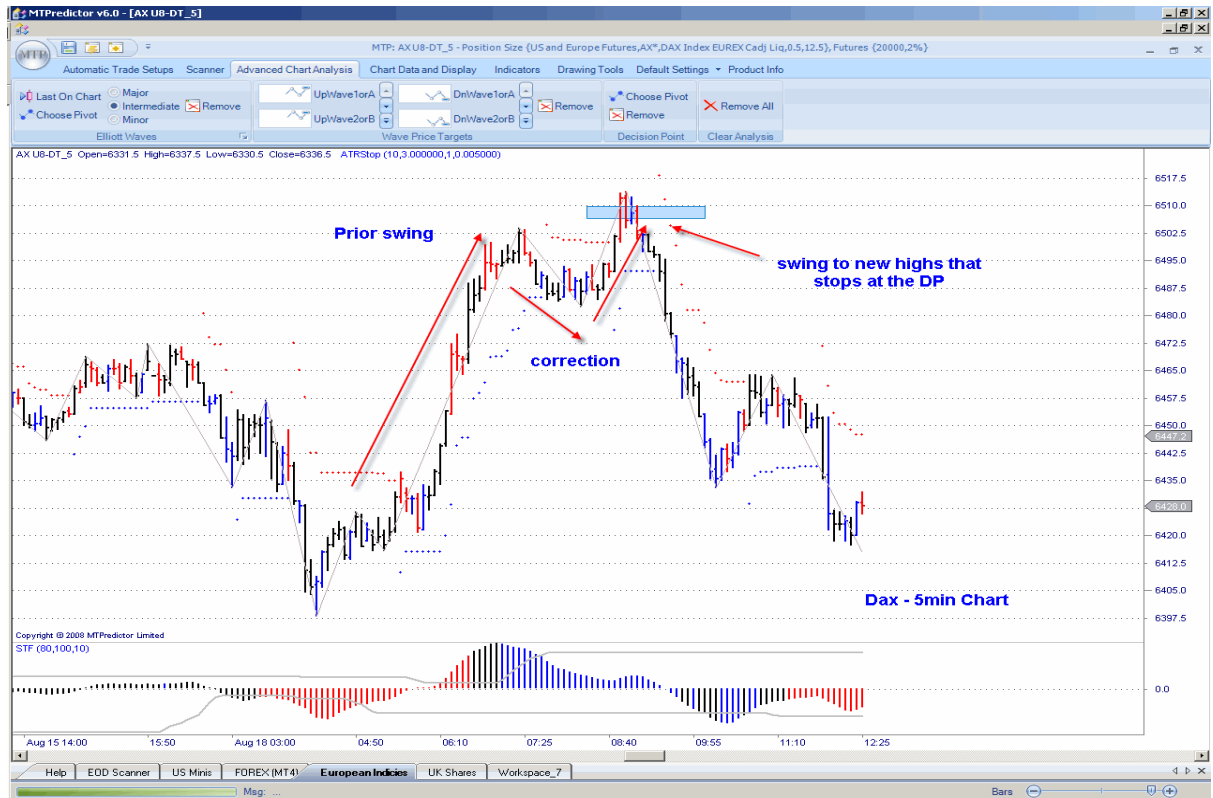 MTPredictor v6.0 - [AX U8-DT_5]
MTP
MTP: AX U8-DT_5 - Position Size {US and Europe Futures,AX*,DAX Index EUREX Cadj Liq,0.5,12.5}, Futures {20000,2%}
Automatic Trade Setups Scanner Advanced Chart Analysis Chart Data and Display Indicators Drawing Tools Default Settings Product Info
Last On Chart Major UpWave1orA DnWave1orA Choose Pivot
Intermediate Remove Remove Remove All
Choose Pivot Minor UpWave2orB DnWave2orB Remove
Elliott Waves Wave Price Targets Decision Point Clear Analysis
AX U8-DT_5 Open=6331.5 High=6337.5 Low=6330.5 Close=6336.5 ATRStop (10,3.000000,1,0.005000)
6517.5
6510.0
6502.5
6495.0
6487.5
6480.0
6472.5
6465.0
6457.5
6450.0
6447.2
6442.5
6435.0
6428.0
6420.0
6412.5
6405.0
6397.5
Prior swing
swing to new highs that
stops at the DP
correction
Dax - 5min Chart
Copyright @ 2008 MTPredictor Limited
STF (80,100,10)
0.0
Aug 15 14:00 15:50 Aug 18 03:00 04:50 06:10 07:25 08:40 09:55 11:10 12:25
Help EOD Scanner US Minis FOREX (MT4) European Indicies UK Shares Workspace_7
Msg: ... Bars